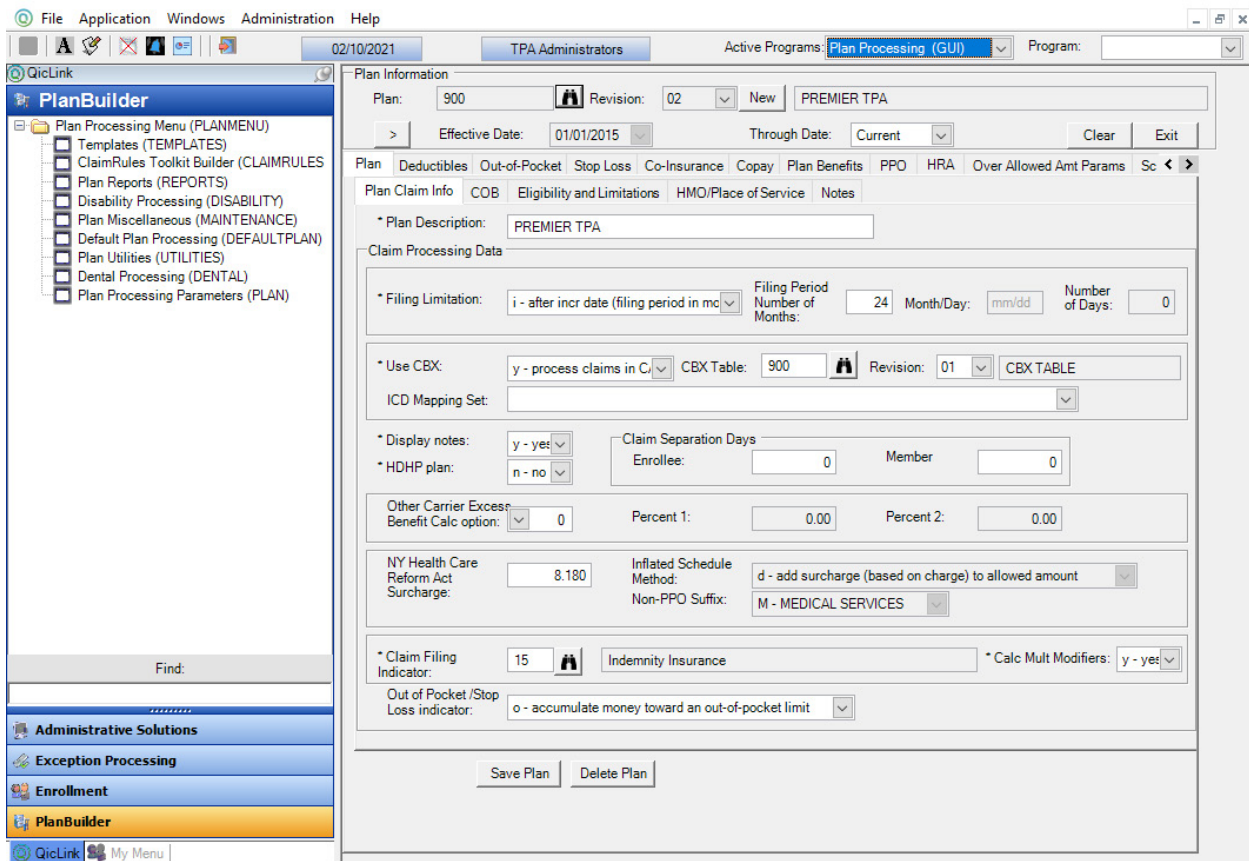 File Application Windows Administration Help
A 02/10/2021 TPA Administrators Active Programs: Plan Processing (GUI) Program:
QicLink
PlanBuilder
Plan Processing Menu (PLANMENU)
Templates (TEMPLATES)
ClaimRules Toolkit Builder (CLAIMRULES
Plan Reports (REPORTS)
Disability Processing (DISABILITY)
Plan Miscellaneous (MAINTENANCE)
Default Plan Processing (DEFAULTPLAN)
Plan Utilities (UTILITIES)
Dental Processing (DENTAL)
Plan Processing Parameters (PLAN)
Find:
Administrative Solutions
Exception Processing
Enrollment
PlanBuilder
QicLink My Menu
Plan Information
Plan: 900 Revision: 02 New PREMIER TPA
> Effective Date: 01/01/2015 Through Date: Current Clear Exit
Plan Deductibles Out-of-Pocket Stop Loss Co-Insurance Copay Plan Benefits PPO HRA Over Allowed Amt Params Sc
Plan Claim Info COB Eligibility and Limitations HMO/Place of Service Notes
* Plan Description: PREMIER TPA
Claim Processing Data
* Filing Limitation: i - after incr date (filing period in mc Filing Period Number of Months: 24 Month/Day: mm/dd Number of Days: 0
* Use CBX: y - process claims in CA CBX Table: 900 Revision: 01 CBX TABLE
ICD Mapping Set:
* Display notes: y - yes
* HDHP plan: n - no
Claim Separation Days
Enrollee: 0 Member 0
Other Carrier Excess
Benefit Calc option: 0 Percent 1: 0.00 Percent 2: 0.00
NY Health Care
Reform Act
Surcharge: 8.180
Inflated Schedule
Method: d - add surcharge (based on charge) to allowed amount
Non-PPO Suffix: M - MEDICAL SERVICES
* Claim Filing
Indicator: 15 Indemnity Insurance * Calc Mult Modifiers: y - yes
Out of Pocket /Stop
Loss indicator: o - accumulate money toward an out-of-pocket limit
Save Plan Delete Plan